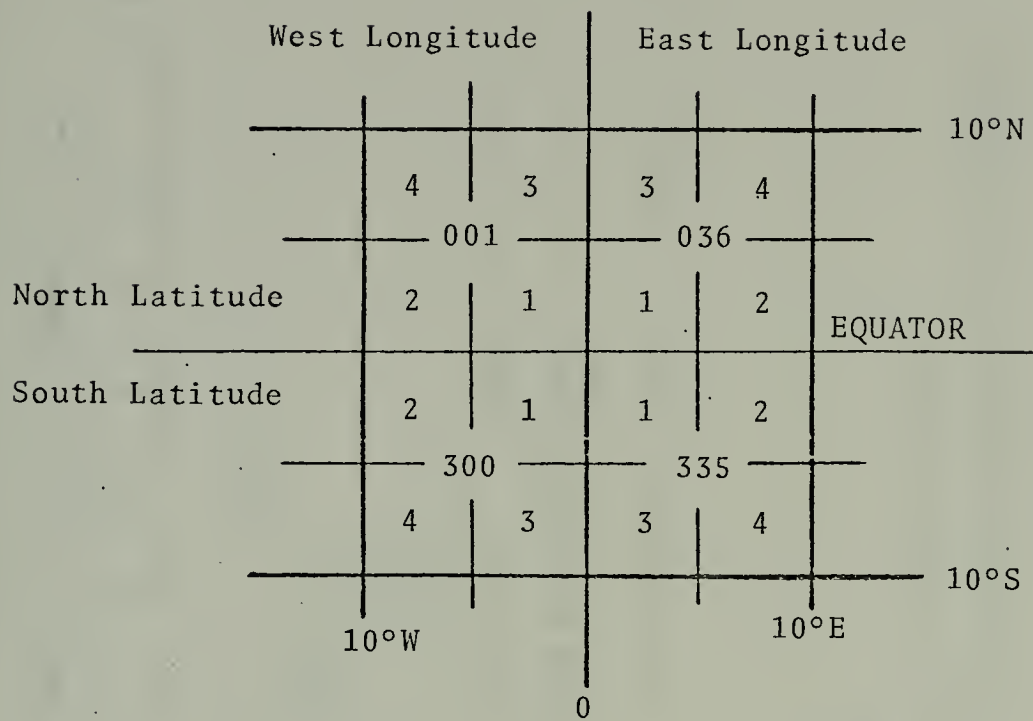 West Longitude East Longitude
10°N
4 3 3 4
001 036
North Latitude 2 1 1 2
EQUATOR
South Latitude 2 1 1 2
300 335
4 3 3 4
10°S
10°W 10°E
0